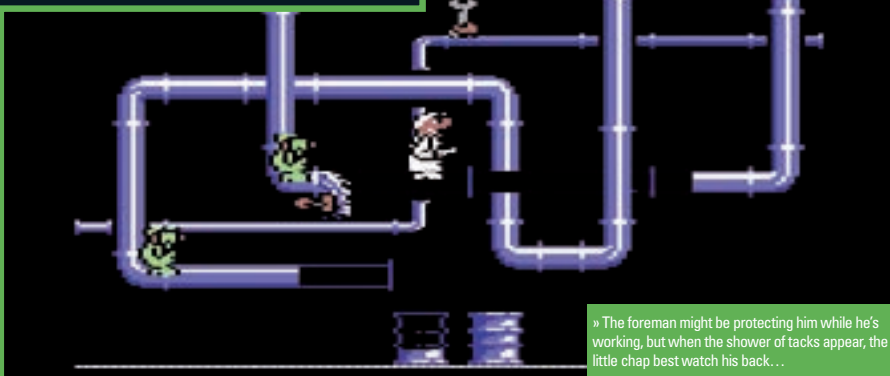 » The foreman might be protecting him while he's
working, but when the shower of tacks appear, the
little chap best watch his back…